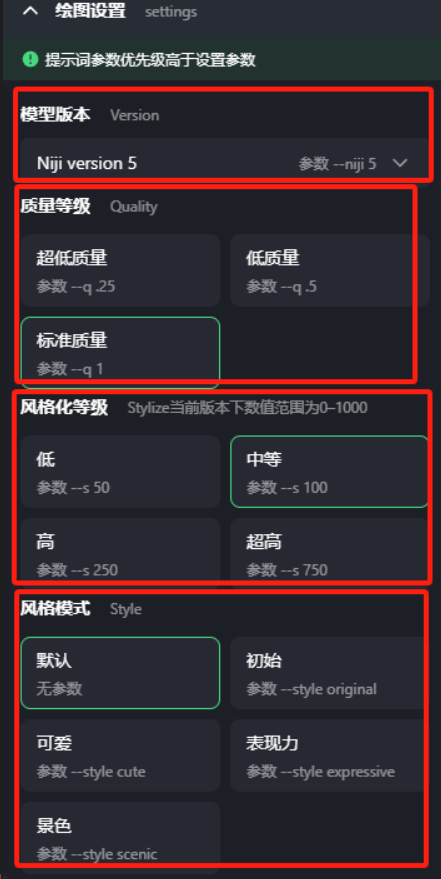 绘图设置 settings
提示词参数优先级高于设置参数
模型版本 Version
Niji version 5 参数 --niji 5
质量等级 Quality
超低质量 低质量
参数 --q .25 参数 --q .5
标准质量
参数 --q 1
风格化等级 Stylize当前版本下数值范围为0-1000
低 中等
参数 --s 50 参数 --s 100
高 超高
参数 --s 250 参数 --s 750
风格模式 Style
默认 初始
无参数 参数 --style original
可爱 表现力
参数 --style cute 参数 --style expressive
景色
参数 --style scenic